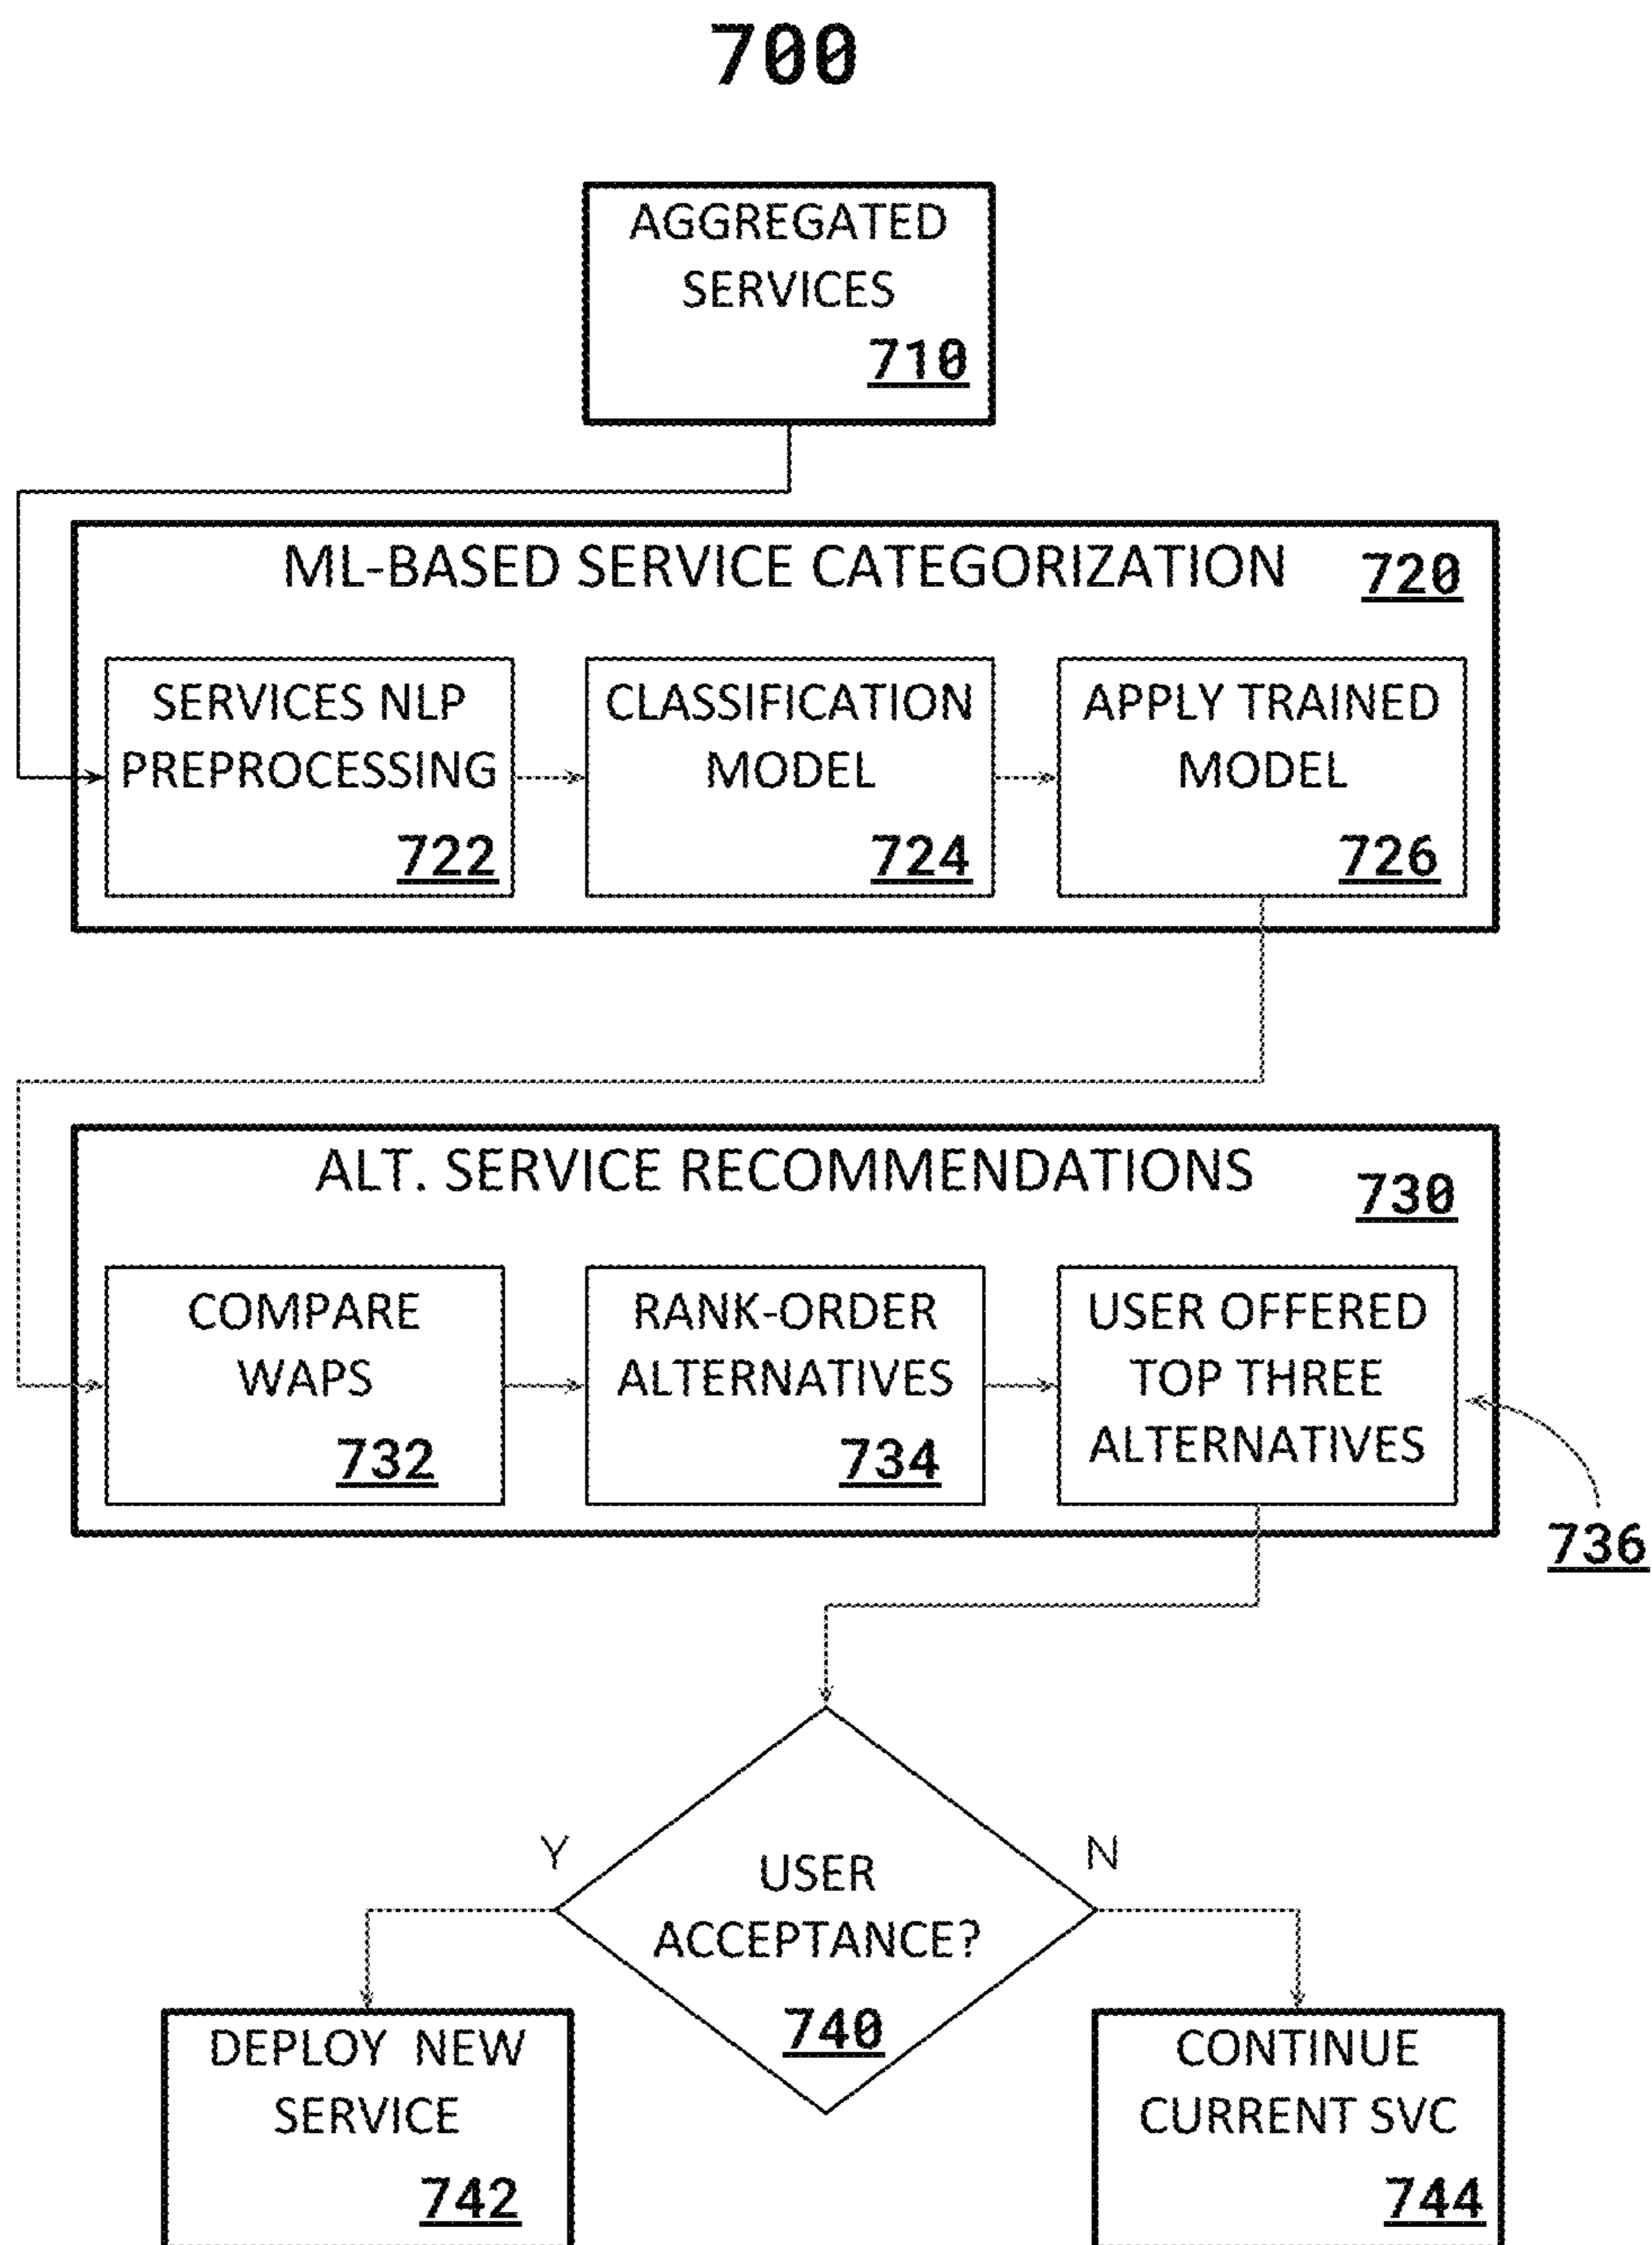 700
AGGREGATED
SERVICES
710
ML-BASED SERVICE CATEGORIZATION 720
SERVICES NLP
PREPROCESSING
722
CLASSIFICATION
MODEL
724
APPLY TRAINED
MODEL
726
ALT. SERVICE RECOMMENDATIONS 730
COMPARE
WAPS
732
RANK-ORDER
ALTERNATIVES
734
USER OFFERED
TOP THREE
ALTERNATIVES
736
Y
N
USER
ACCEPTANCE?
740
DEPLOY NEW
SERVICE
742
CONTINUE
CURRENT SVC
744